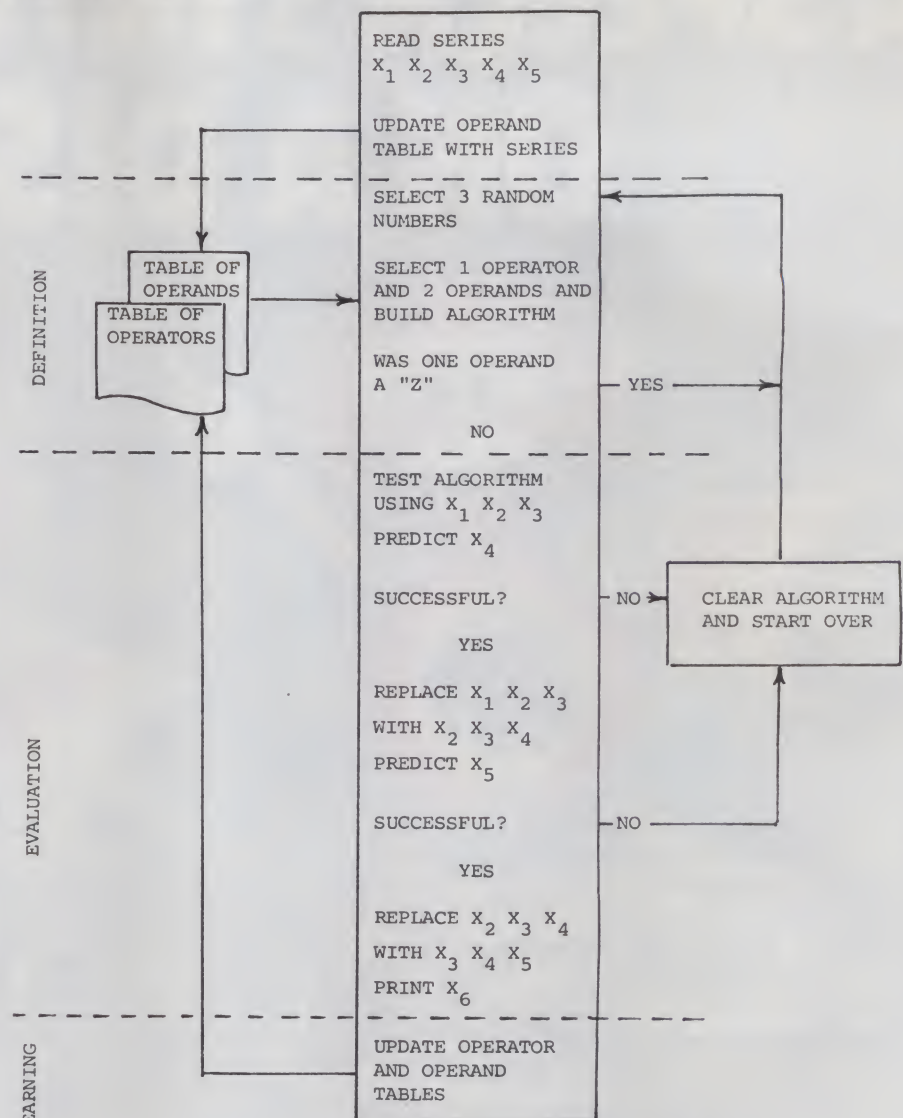 READ SERIES
X1 X2 X3 X4 X5
UPDATE OPERAND
TABLE WITH SERIES
DEFINITION
SELECT 3 RANDOM
NUMBERS
TABLE OF
OPERANDS
TABLE OF
OPERATORS
SELECT 1 OPERATOR
AND 2 OPERANDS AND
BUILD ALGORITHM
WAS ONE OPERAND
A "Z"
YES
NO
EVALUATION
TEST ALGORITHM
USING X1 X2 X3
PREDICT X4
SUCCESSFUL?
NO
CLEAR ALGORITHM
AND START OVER
YES
REPLACE X1 X2 X3
WITH X2 X3 X4
PREDICT X5
SUCCESSFUL?
NO
YES
REPLACE X2 X3 X4
WITH X3 X4 X5
PRINT X6
EARNING
UPDATE OPERATOR
AND OPERAND
TABLES